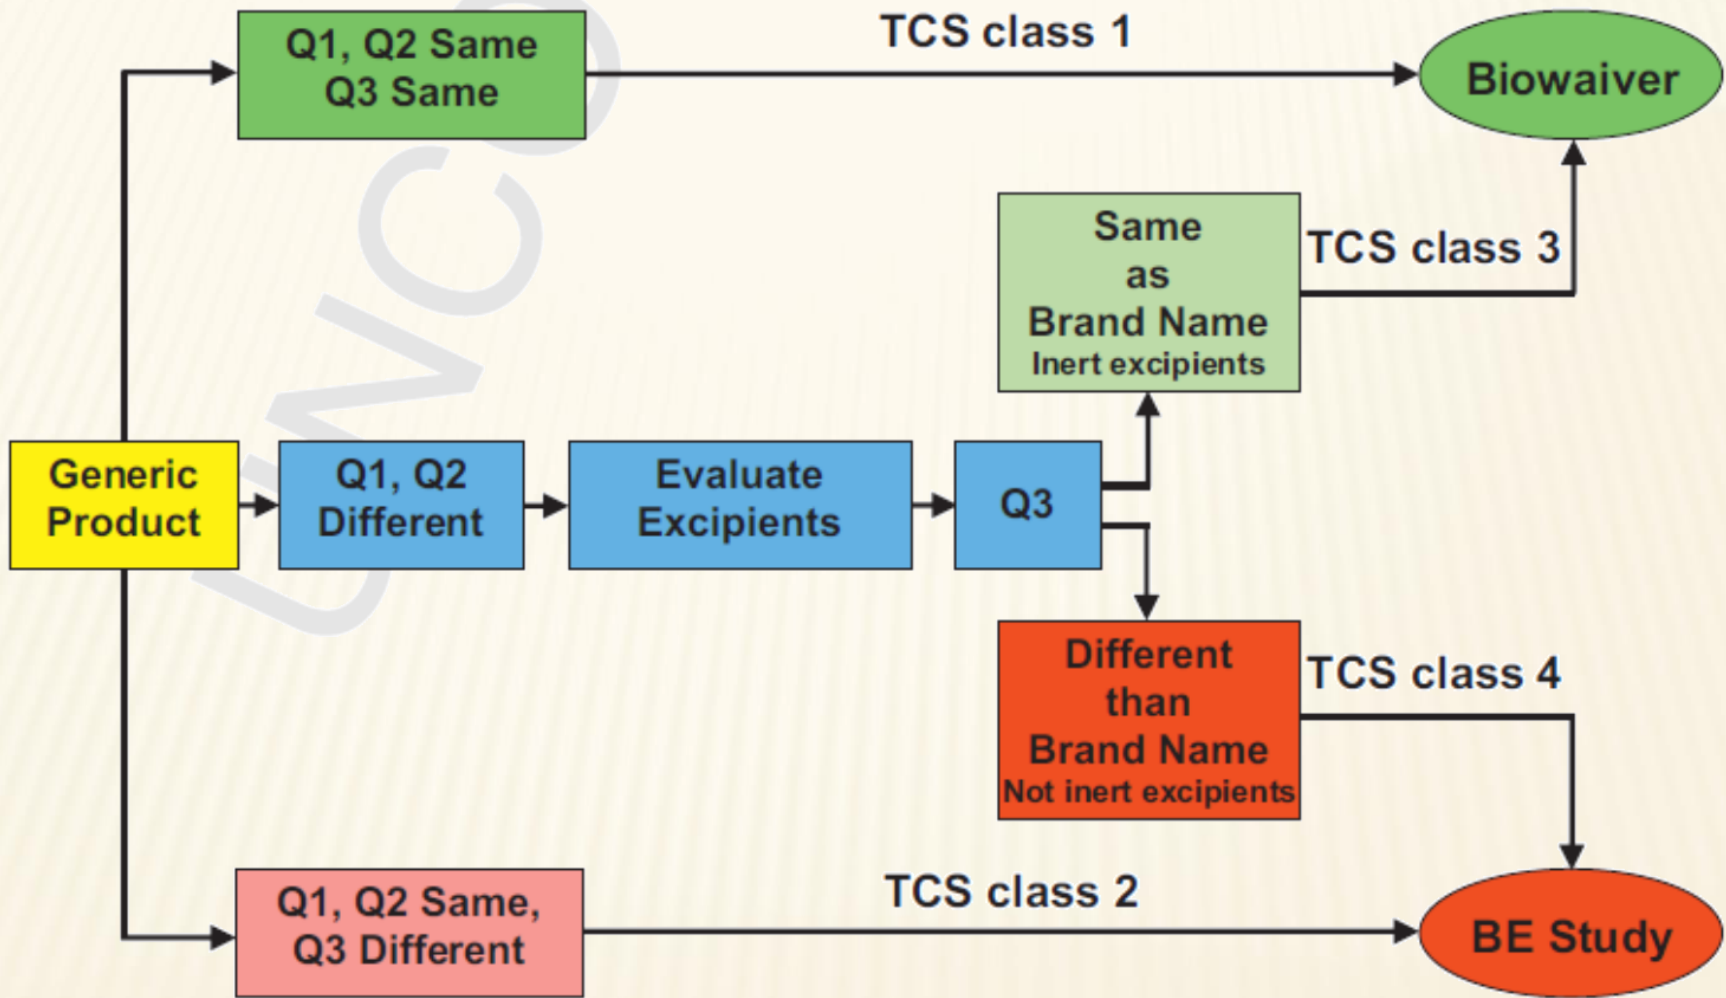 Q1, Q2 Same
Q3 Same
TCS class 1
Biowaiver
Same
as
Brand Name
Inert excipients
TCS class 3
Generic
Product
Q1, Q2
Different
Evaluate
Excipients
Q3
Different
than
Brand Name
Not inert excipients
TCS class 4
Q1, Q2 Same,
Q3 Different
TCS class 2
BE Study